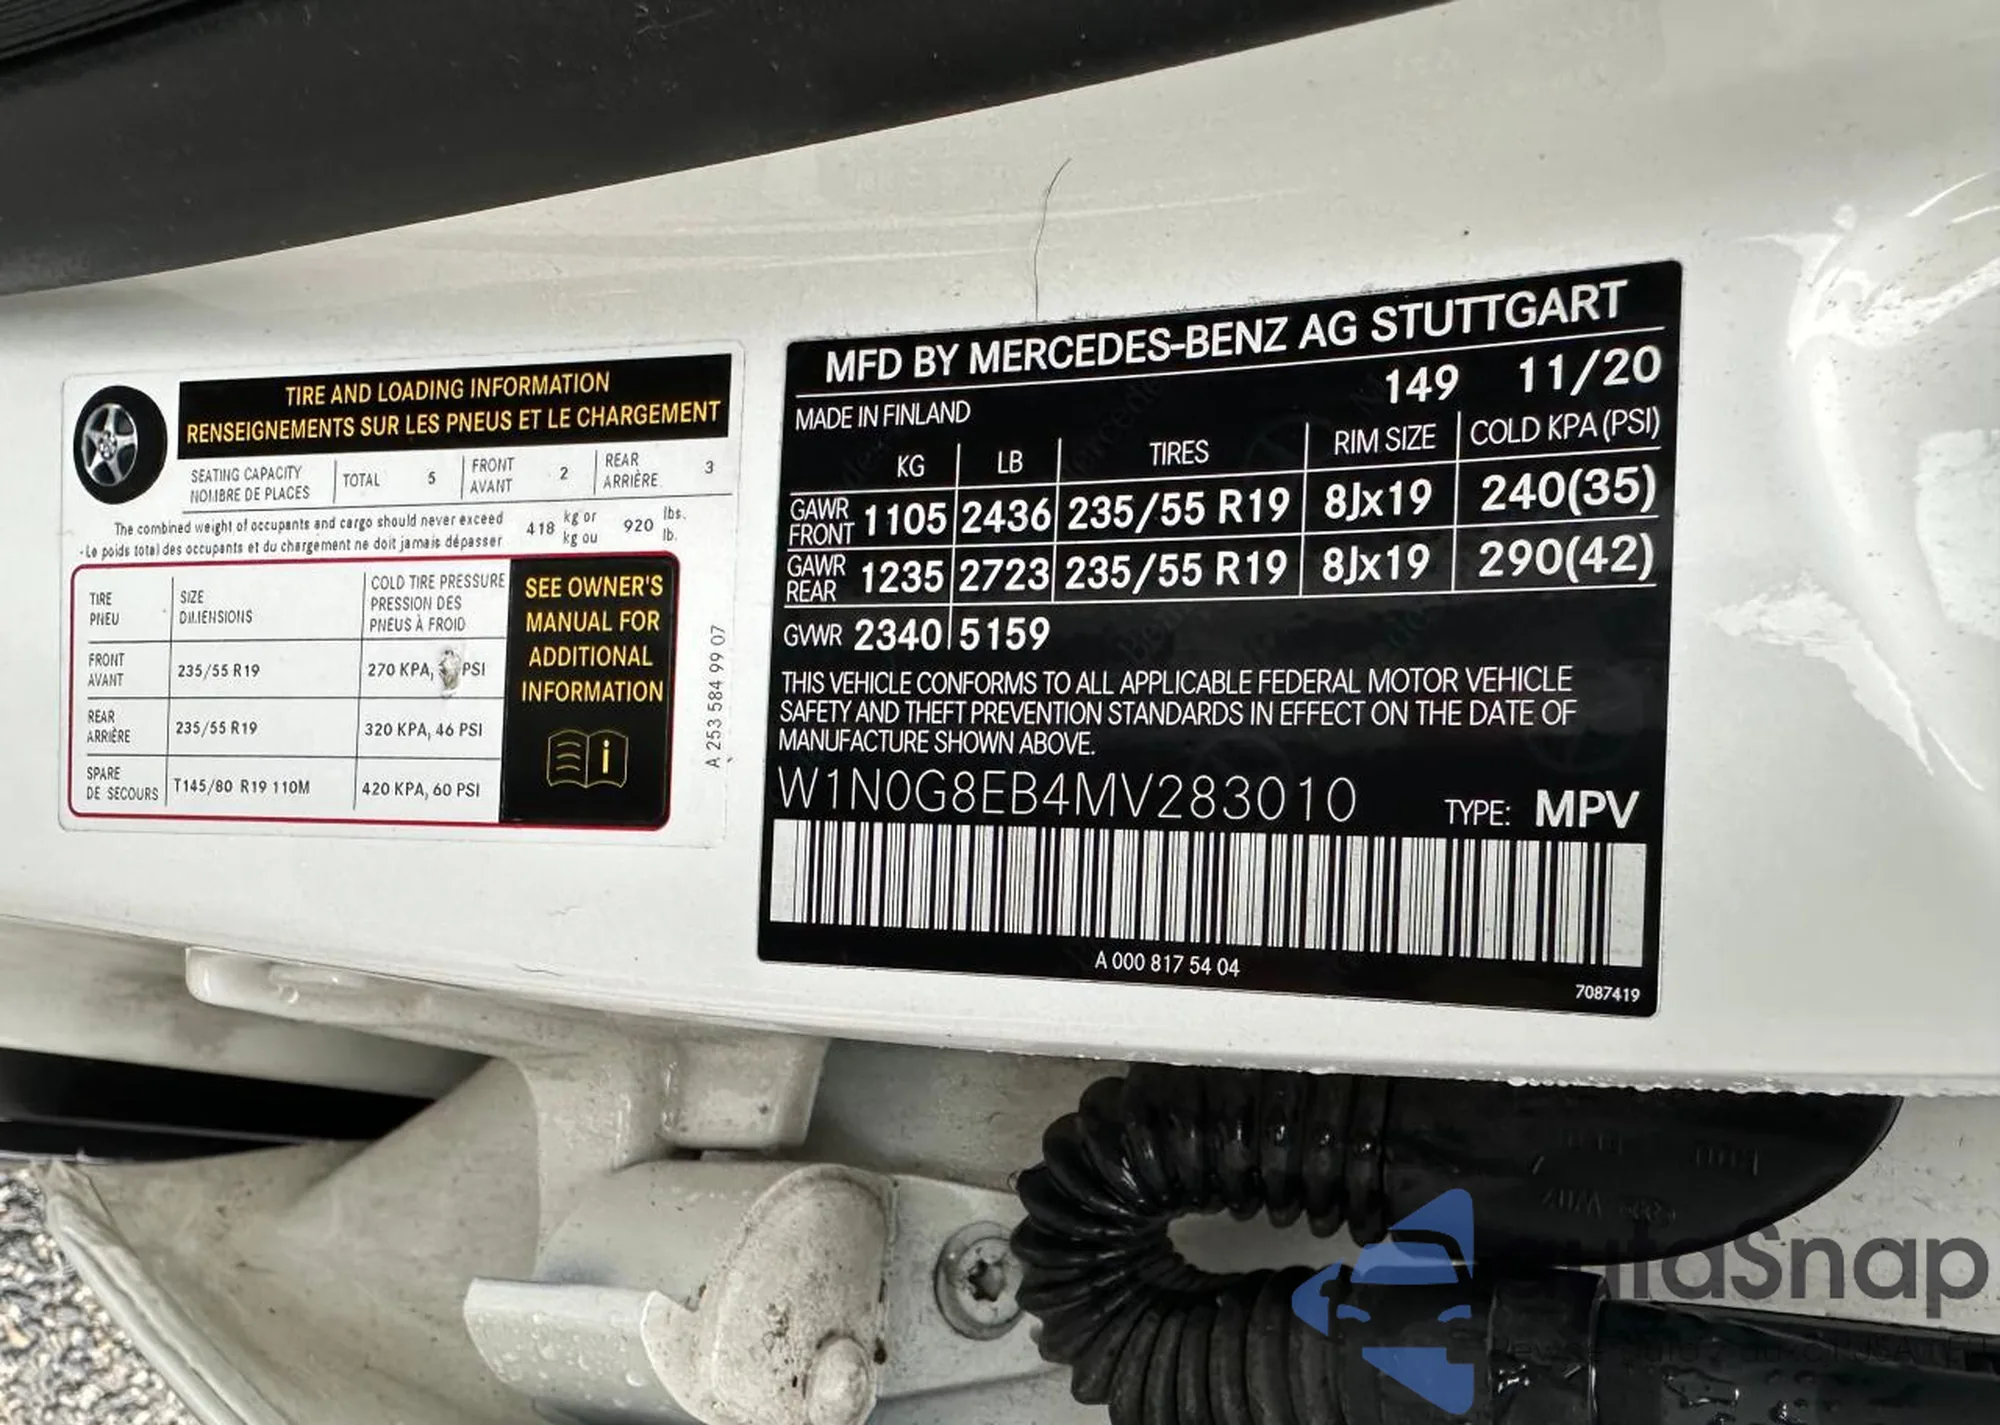 TIRE AND LOADING INFORMATION
RENSEIGNEMENTS SUR LES PNEUS ET LE CHARGEMENT
SEATING CAPACITY TOTAL 5 FRONT 2 REAR 3
NOMBRE DE PLACES AVANT ARRIÈRE
The combined weight of occupants and cargo should never exceed 418 kg or 920 lbs.
Le poids total des occupants et du chargement ne doit jamais dépasser kg ou lb.
TIRE SIZE COLD TIRE PRESSURE
PNEU DIMENSIONS PRESSION DES
PNEUS À FROID
FRONT 235/55 R19 270 KPA, PSI
AVANT
REAR 235/55 R19 320 KPA, 46 PSI
ARRIÈRE
SPARE T145/80 R19 110M 420 KPA, 60 PSI
DE SECOURS
SEE OWNER'S
MANUAL FOR
ADDITIONAL
INFORMATION
A 253 584 99 07
MFD BY MERCEDES-BENZ AG STUTTGART
MADE IN FINLAND 149 11/20
KG LB TIRES RIM SIZE COLD KPA (PSI)
GAWR FRONT 1105 2436 235/55 R19 8Jx19 240(35)
GAWR REAR 1235 2723 235/55 R19 8Jx19 290(42)
GVWR 2340 5159
THIS VEHICLE CONFORMS TO ALL APPLICABLE FEDERAL MOTOR VEHICLE
SAFETY AND THEFT PREVENTION STANDARDS IN EFFECT ON THE DATE OF
MANUFACTURE SHOWN ABOVE.
W1N0G8EB4MV283010 TYPE: MPV
A 000 817 54 04
7087419
autaSnap